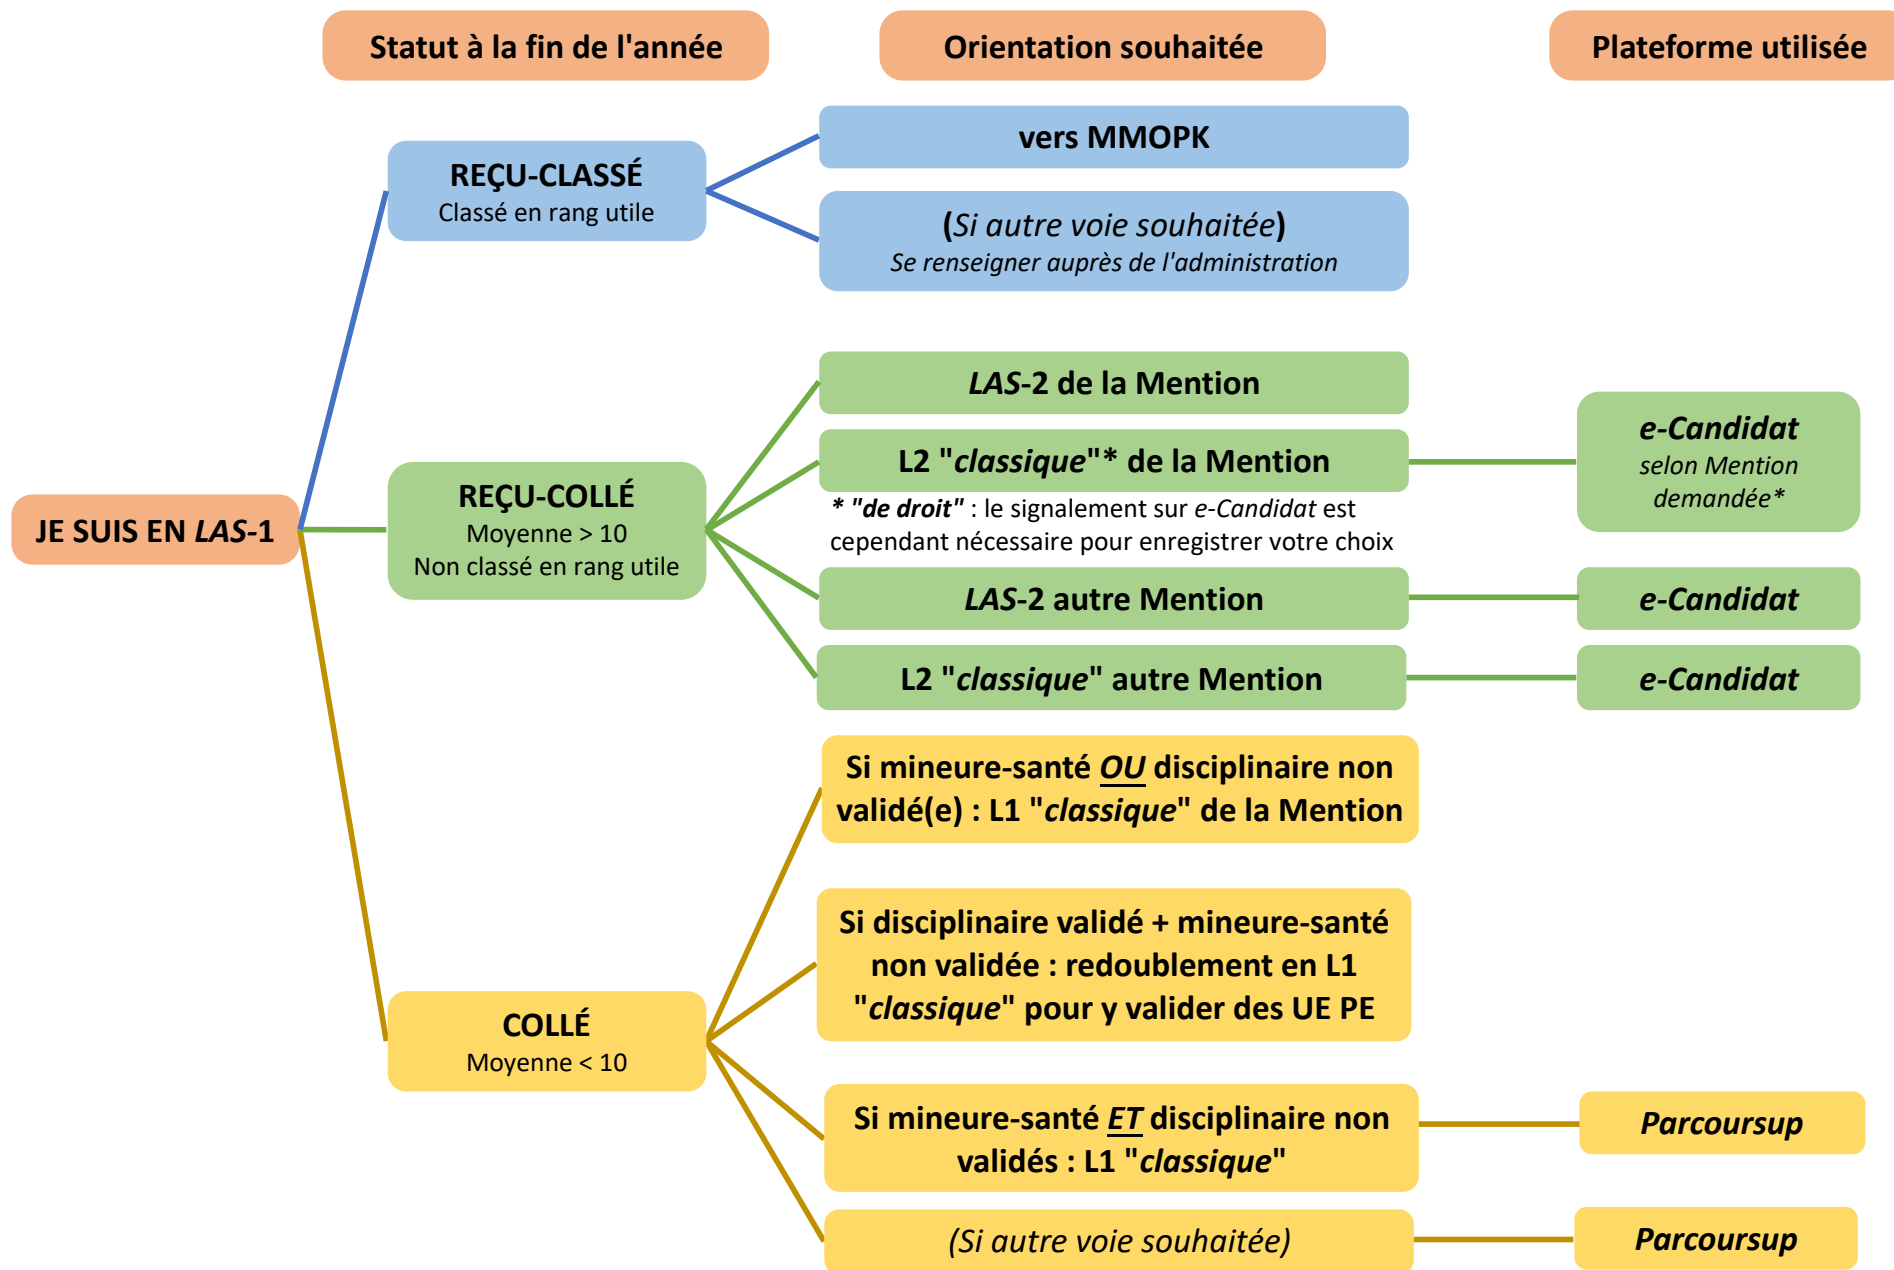 Statut à la fin de l'année
Orientation souhaitée
Plateforme utilisée
JE SUIS EN LAS-1
REÇU-CLASSÉ
Classé en rang utile
vers MMOPK
(Si autre voie souhaitée)
Se renseigner auprès de l'administration
REÇU-COLLÉ
Moyenne > 10
Non classé en rang utile
LAS-2 de la Mention
L2 "classique"* de la Mention
* "de droit" : le signalement sur e-Candidat est
cependant nécessaire pour enregistrer votre choix
e-Candidat
selon Mention
demandée*
LAS-2 autre Mention
e-Candidat
L2 "classique" autre Mention
e-Candidat
COLLÉ
Moyenne < 10
Si mineure-santé OU disciplinaire non
validé(e) : L1 "classique" de la Mention
Si disciplinaire validé + mineure-santé
non validée : redoublement en L1
"classique" pour y valider des UE PE
Si mineure-santé ET disciplinaire non
validés : L1 "classique"
Parcoursup
(Si autre voie souhaitée)
Parcoursup